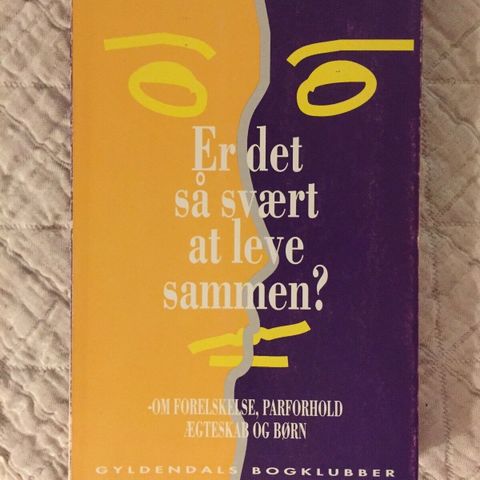 Er det
så svært
at leve
sammen?
-OM FORELSKELSE, PARFORHOLD
ÆGTESKAB OG BØRN
GYLDENDALS BOGKLUBBER